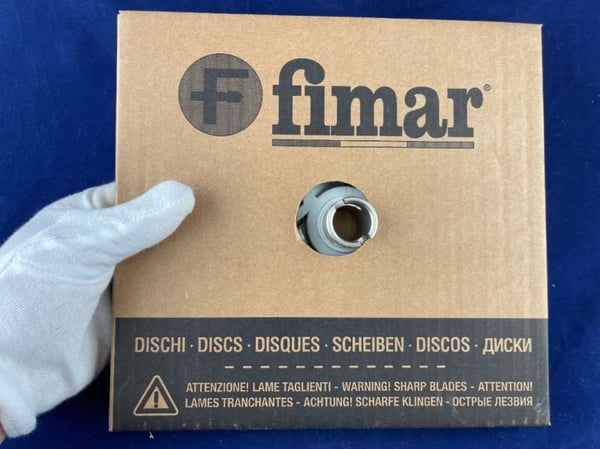 F fimar®
DISCHI · DISCS · DISQUES · SCHEIBEN · DISCOS · ДИСКИ
ATTENZIONE! LAME TAGLIENTI - WARNING! SHARP BLADES - ATTENTION!
LAMES TRANCHANTES - ACHTUNG! SCHARFE KLINGEN - ОСТРЫЕ ЛЕЗВИЯ